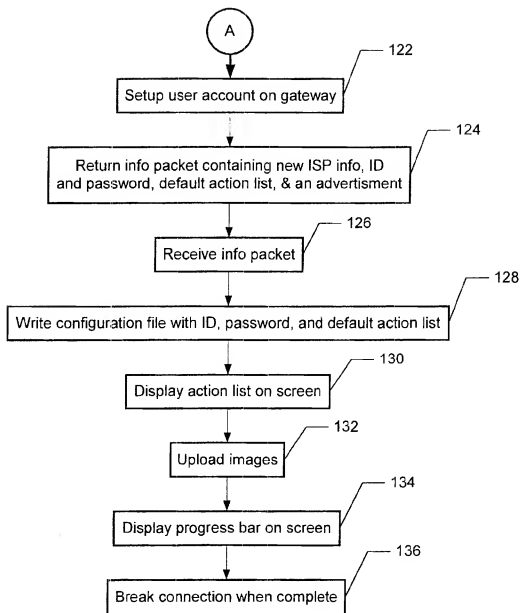 A
122
Setup user account on gateway
124
Return info packet containing new ISP info, ID
and password, default action list, & an advertisment
126
Receive info packet
128
Write configuration file with ID, password, and default action list
130
Display action list on screen
132
Upload images
134
Display progress bar on screen
136
Break connection when complete